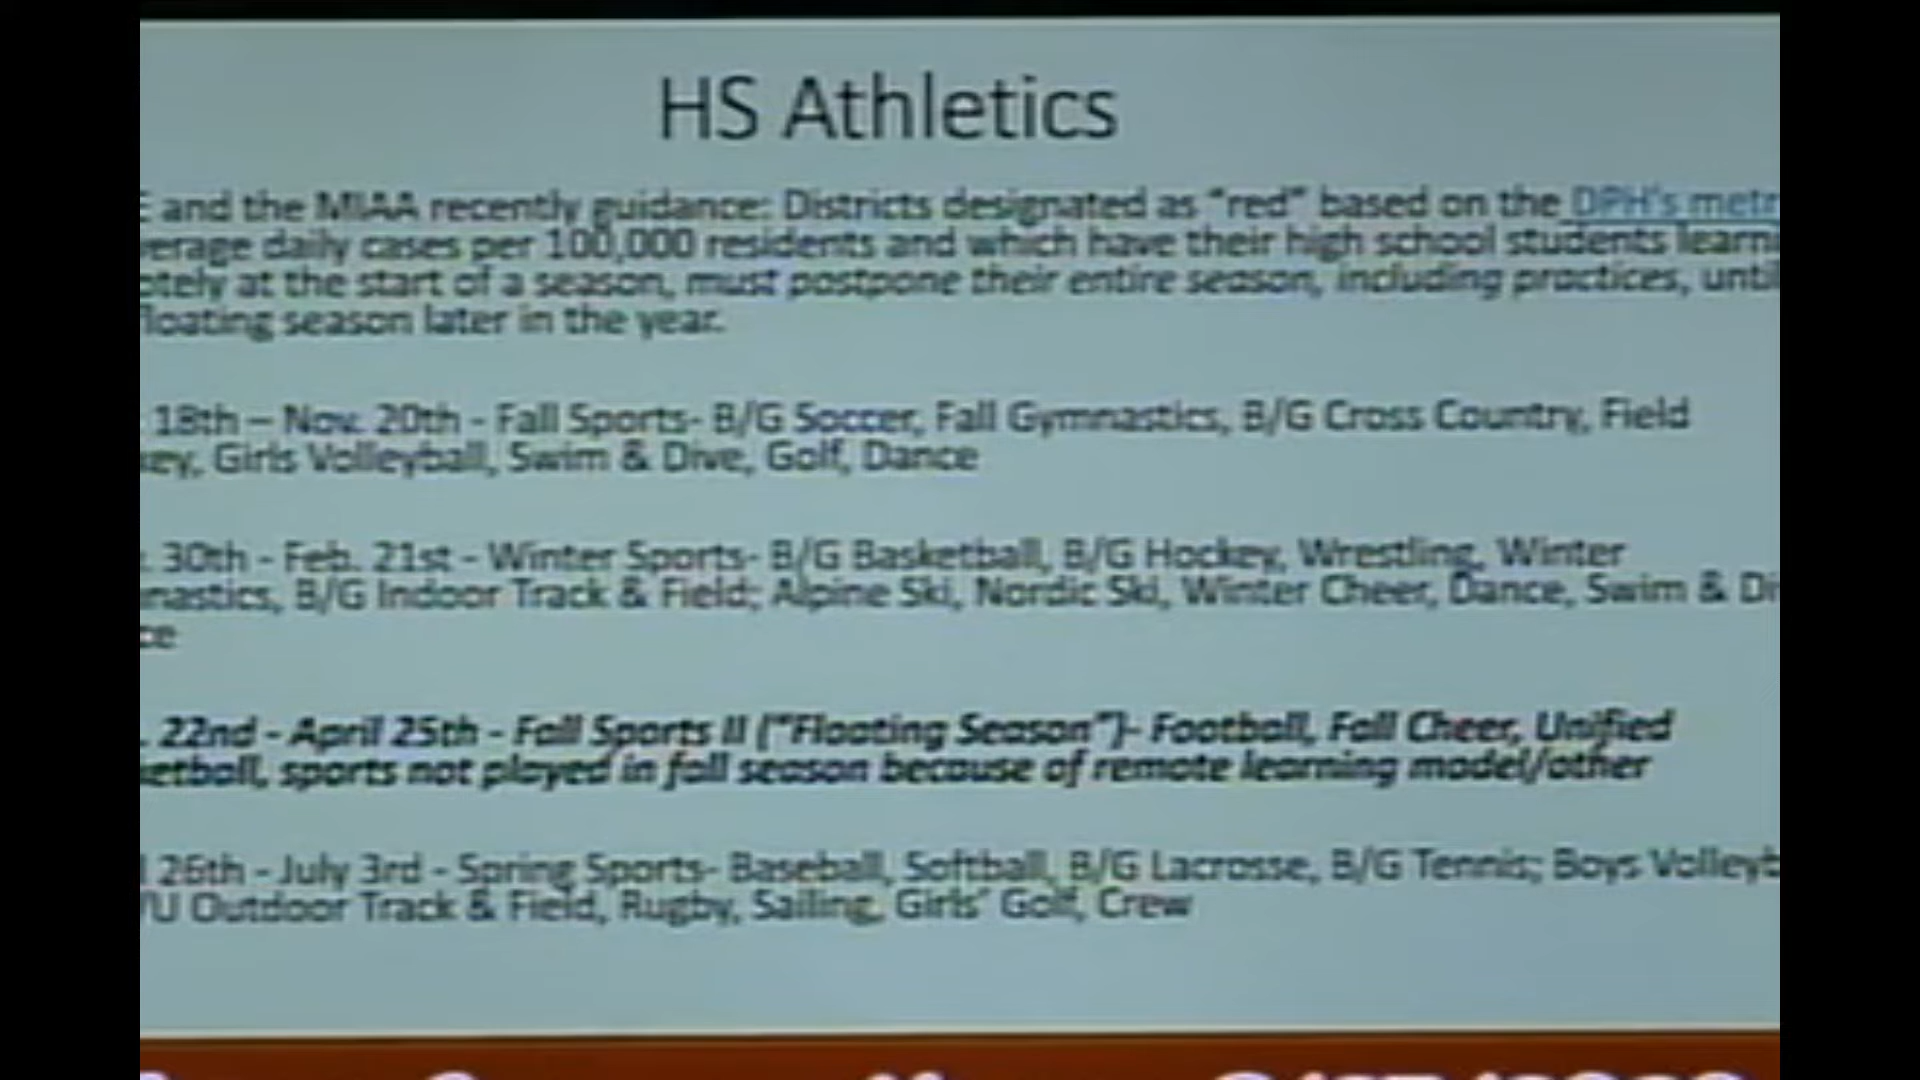 HS Athletics
E and the MIAA recently guidance: Districts designated as "red" based on the DPH's metr
verage daily cases per 100,000 residents and which have their high school students learni
otely at the start of a season, must postpone their entire season, including practices, until
floating season later in the year.
. 18th – Nov. 20th - Fall Sports- B/G Soccer, Fall Gymnastics, B/G Cross Country, Field
key, Girls Volleyball, Swim & Dive, Golf, Dance
. 30th - Feb. 21st - Winter Sports- B/G Basketball, B/G Hockey, Wrestling, Winter
nastics, B/G Indoor Track & Field; Alpine Ski, Nordic Ski, Winter Cheer, Dance, Swim & Di
ce
. 22nd - April 25th - Fall Sports II ("Floating Season")- Football, Fall Cheer, Unified
ketball, sports not played in fall season because of remote learning model/other
l 26th - July 3rd - Spring Sports- Baseball, Softball, B/G Lacrosse, B/G Tennis; Boys Volleyb
/U Outdoor Track & Field, Rugby, Sailing, Girls' Golf, Crew